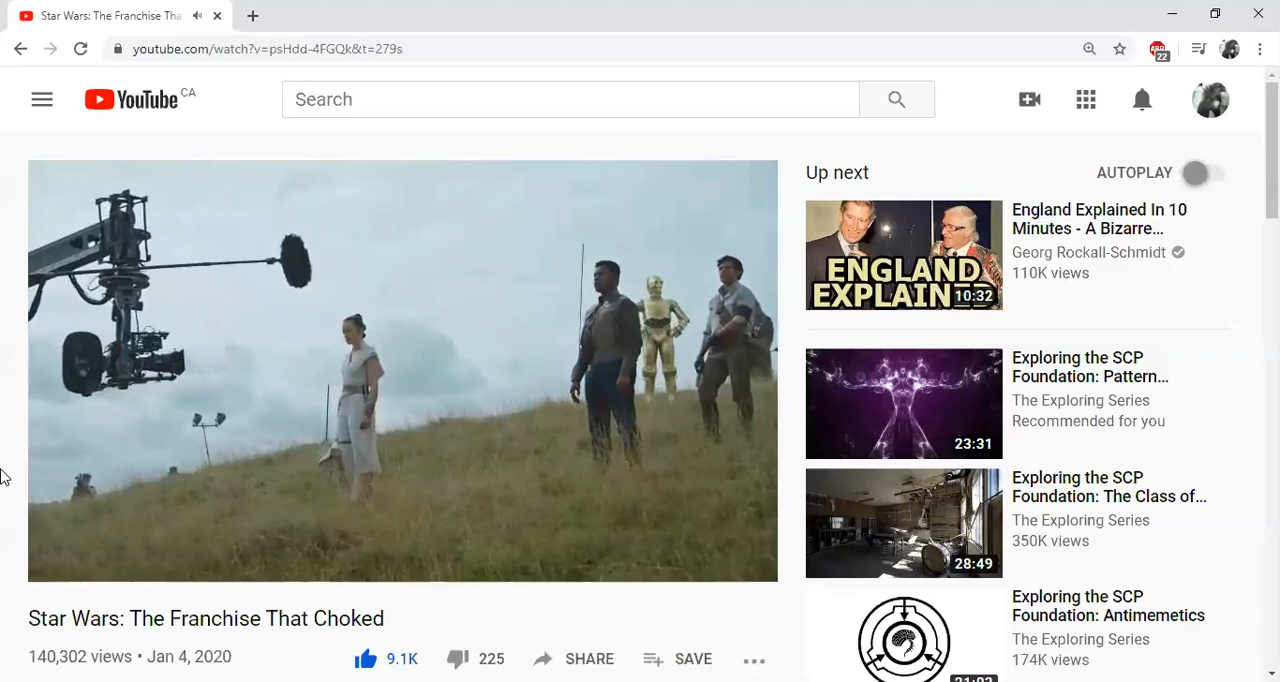 Star Wars: The Franchise Tha
youtube.com/watch?v=psHdd-4FGQk&t=279s
ABP
22
YouTube CA
Search
Up next
AUTOPLAY
ENGLAND
EXPLAINED
10:32
England Explained In 10
Minutes - A Bizarre...
Georg Rockall-Schmidt
110K views
23:31
Exploring the SCP
Foundation: Pattern...
The Exploring Series
Recommended for you
28:49
Exploring the SCP
Foundation: The Class of...
The Exploring Series
350K views
Exploring the SCP
Foundation: Antimemetics
The Exploring Series
174K views
Star Wars: The Franchise That Choked
140,302 views • Jan 4, 2020
9.1K
225
SHARE
SAVE